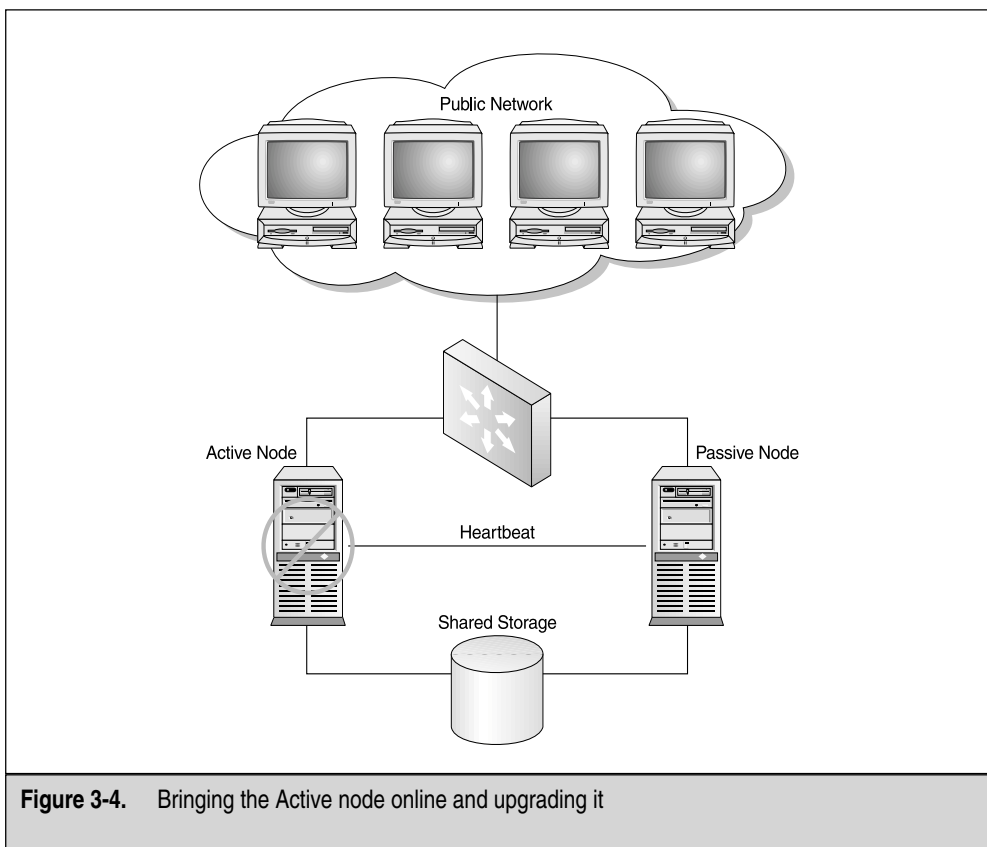 Public Network
Active Node
Passive Node
Heartbeat
Shared Storage
Figure 3-4. Bringing the Active node online and upgrading it